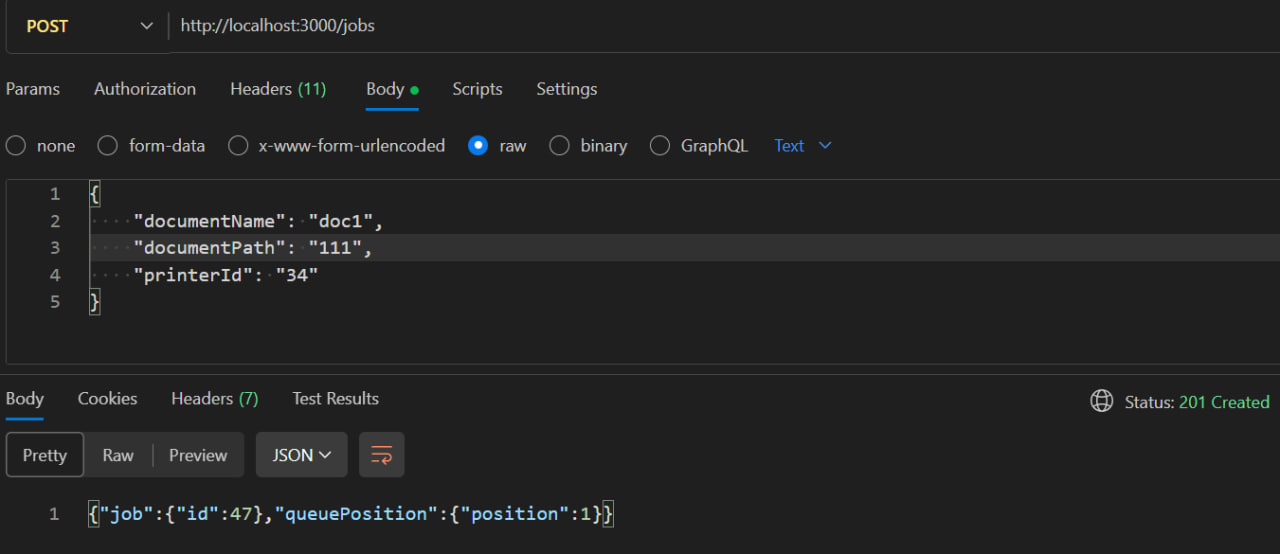 POST http://localhost:3000/jobs
Params Authorization Headers (11) Body Scripts Settings
none form-data x-www-form-urlencoded raw binary GraphQL Text
1 {
2 "documentName": "doc1",
3 "documentPath": "111",
4 "printerId": "34"
5 }
Body Cookies Headers (7) Test Results Status: 201 Created
Pretty Raw Preview JSON
1 {"job":{"id":47},"queuePosition":{"position":1}}